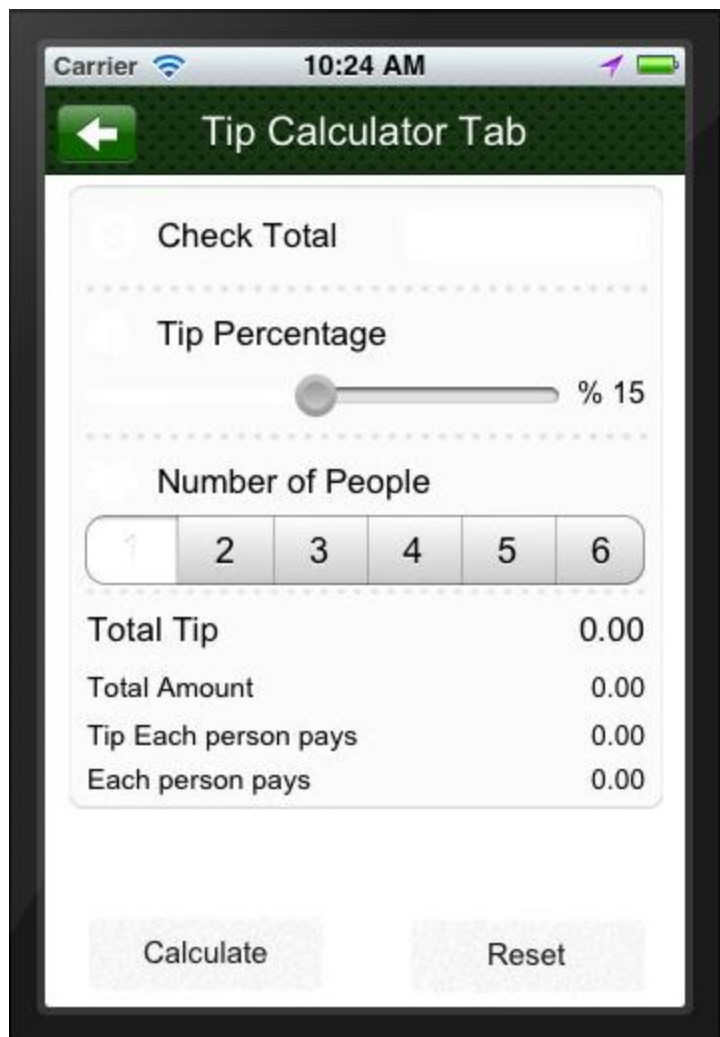 Carrier 10:24 AM
Tip Calculator Tab
Check Total
Tip Percentage
% 15
Number of People
1 2 3 4 5 6
Total Tip 0.00
Total Amount 0.00
Tip Each person pays 0.00
Each person pays 0.00
Calculate Reset